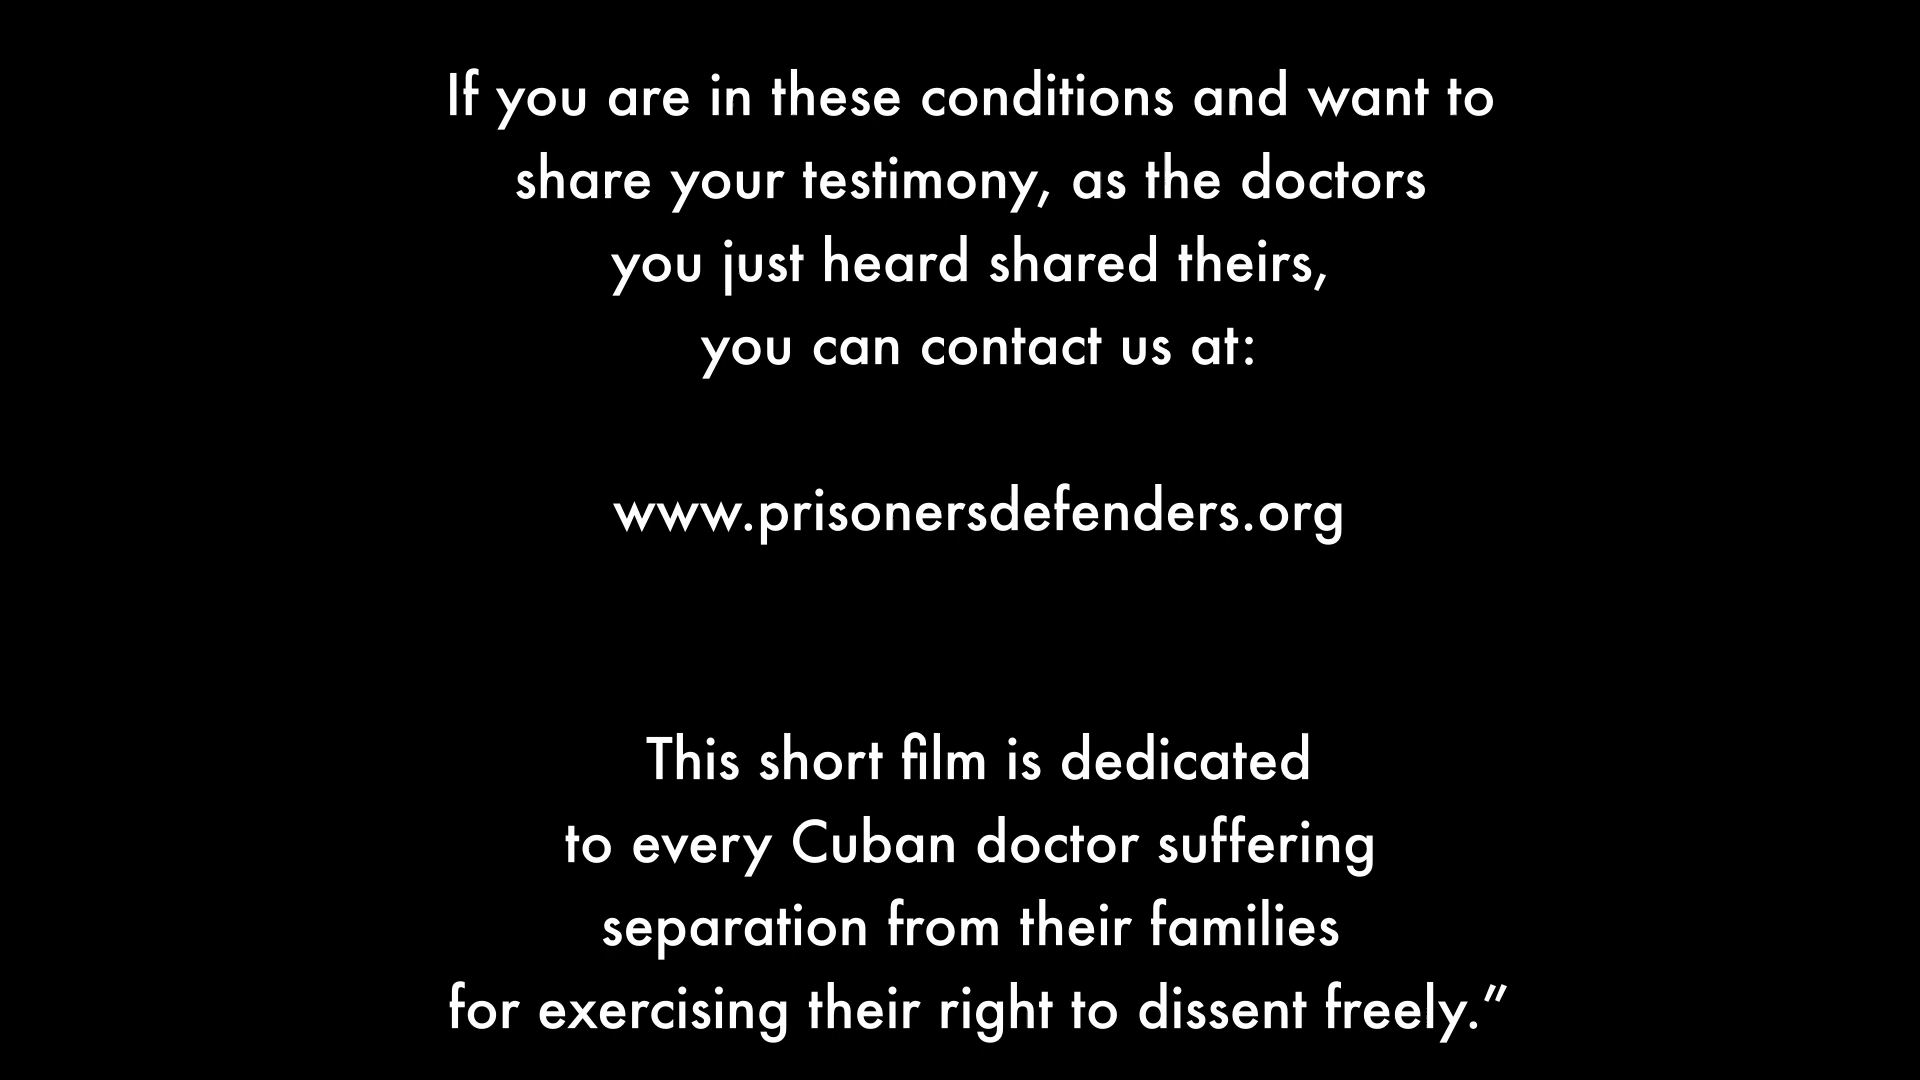 If you are in these conditions and want to
share your testimony, as the doctors
you just heard shared theirs,
you can contact us at:
www.prisonersdefenders.org
This short film is dedicated
to every Cuban doctor suffering
separation from their families
for exercising their right to dissent freely.”